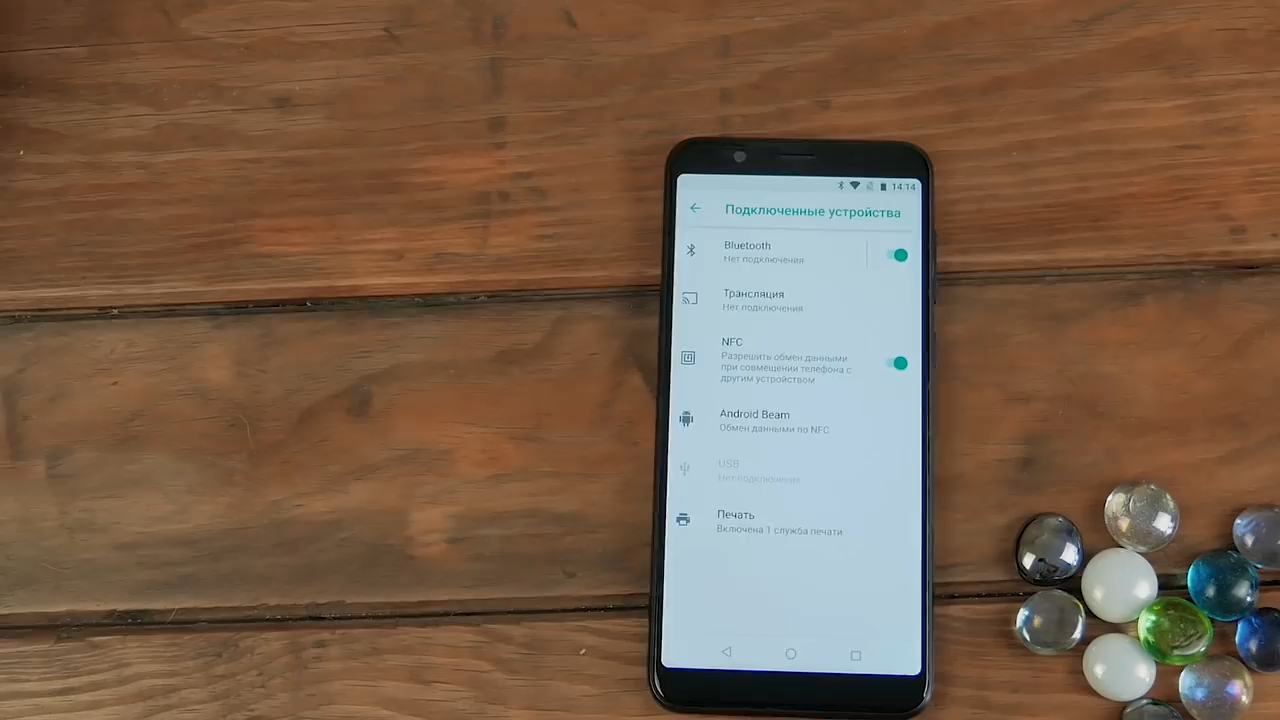 14:14
Подключенные устройства
Bluetooth
Нет подключения
Трансляция
Нет подключения
NFC
Разрешить обмен данными
при совмещении телефона с
другим устройством
Android Beam
Обмен данными по NFC
USB
Нет подключения
Печать
Включена 1 служба печати